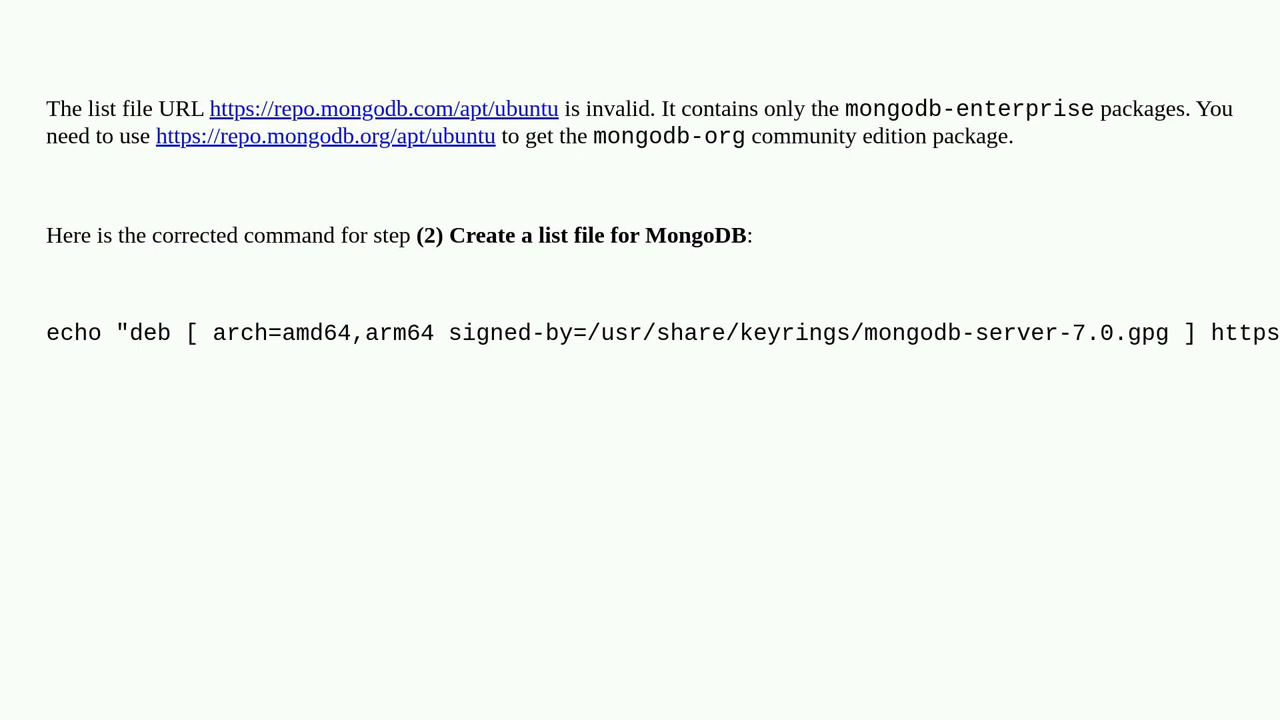 The list file URL https://repo.mongodb.com/apt/ubuntu is invalid. It contains only the mongodb-enterprise packages. You
need to use https://repo.mongodb.org/apt/ubuntu to get the mongodb-org community edition package.
Here is the corrected command for step (2) Create a list file for MongoDB:
echo "deb [ arch=amd64,arm64 signed-by=/usr/share/keyrings/mongodb-server-7.0.gpg ] https